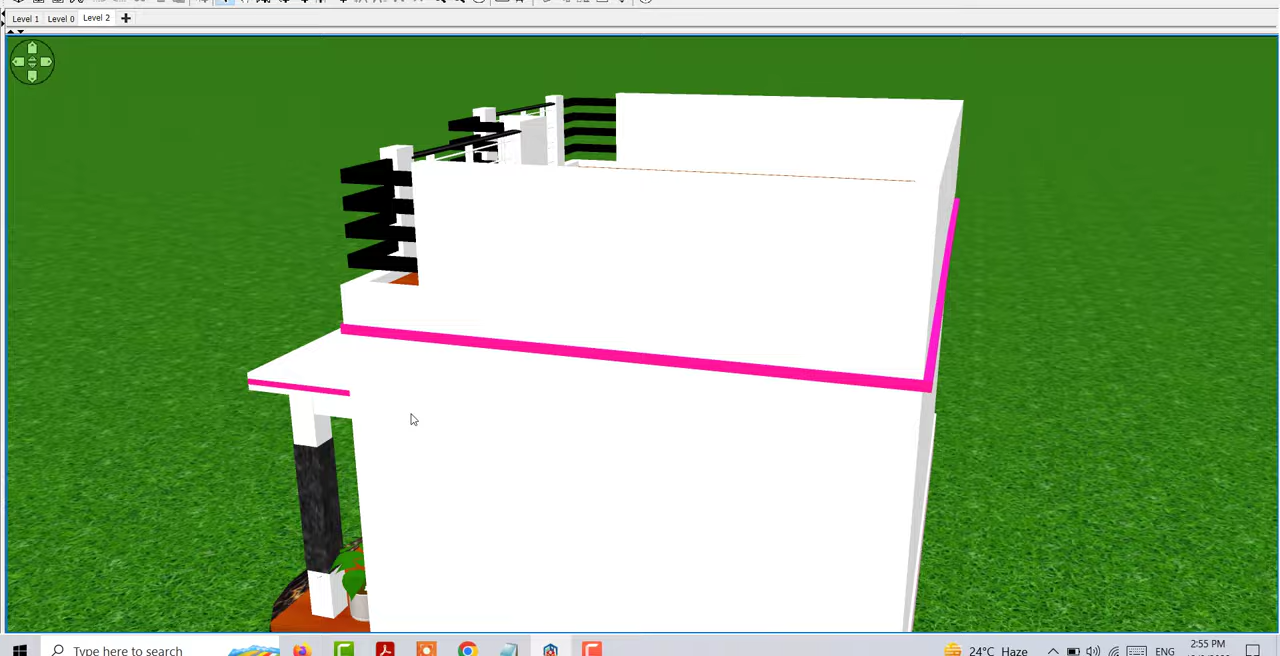 Level 1 Level 0 Level 2
Type here to search
24°C Haze
ENG
2:55 PM